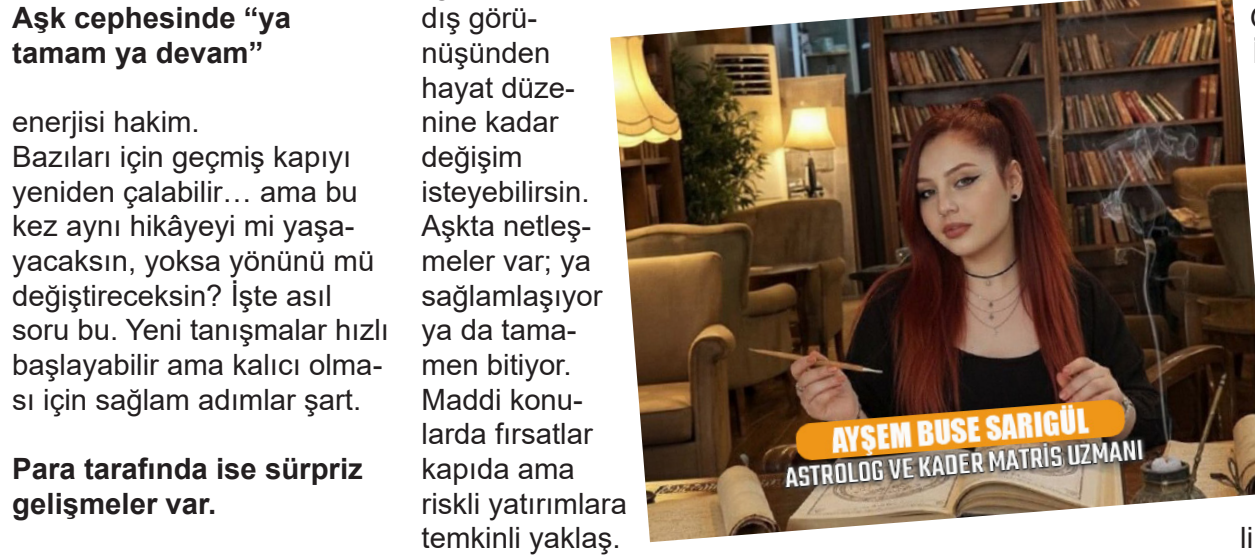 Aşk cephesinde “ya
tamam ya devam”
enerjisi hakim.
Bazıları için geçmiş kapıyı
yeniden çalabilir… ama bu
kez aynı hikâyeyi mi yaşa-
yacaksın, yoksa yönünü mü
değiştireceksin? İşte asıl
soru bu. Yeni tanışmalar hızlı
başlayabilir ama kalıcı olma-
sı için sağlam adımlar şart.
Para tarafında ise sürpriz
gelişmeler var.
dış görü-
nüşünden
hayat düze-
nine kadar
değişim
isteyebilirsin.
Aşkta netleş-
meler var; ya
sağlamlaşıyor
ya da tama-
men bitiyor.
Maddi konu-
larda fırsatlar
kapıda ama
riskli yatırımlara
temkinli yaklaş.
AYŞEM BUSE SARIGÜL
ASTROLOG VE KADER MATRİS UZMANI
li